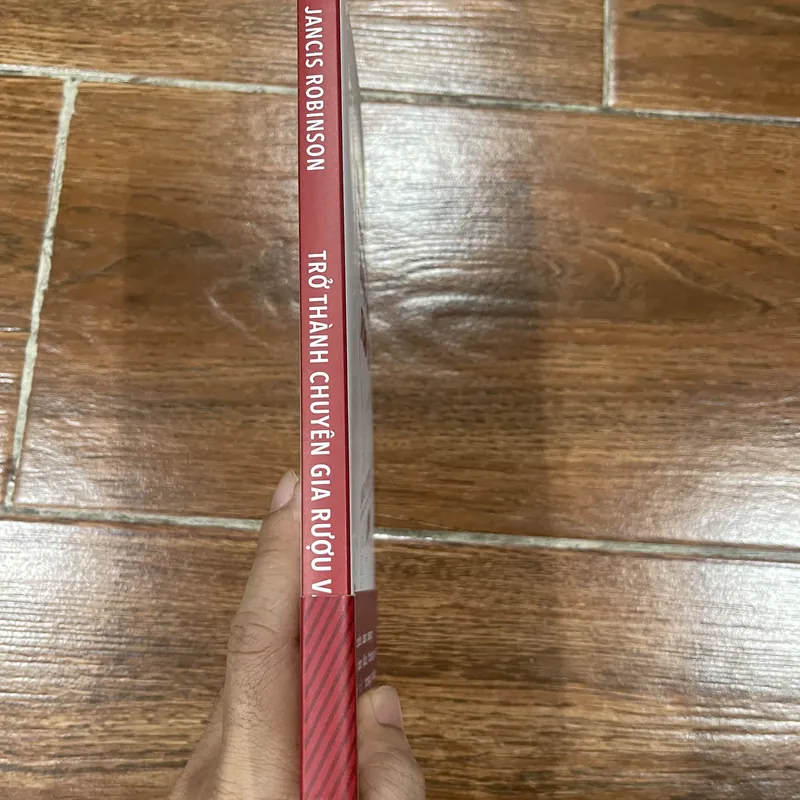 JANCIS ROBINSON
TRỞ THÀNH CHUYÊN GIA RƯỢU V